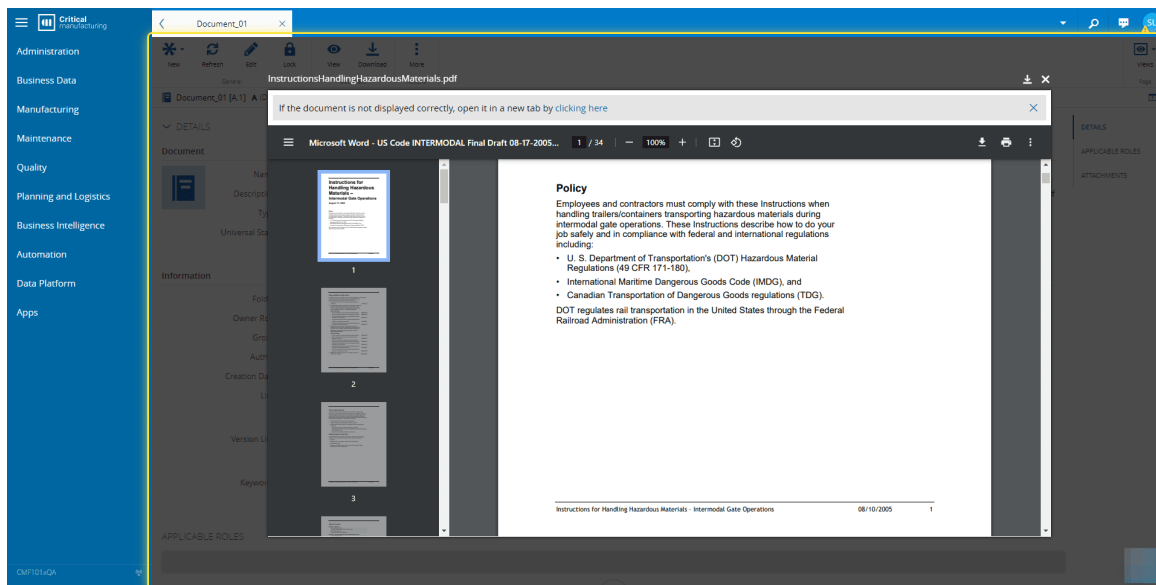 Critical
manufacturing
Document_01
SU
Administration
Business Data
Manufacturing
Maintenance
Quality
Planning and Logistics
Business Intelligence
Automation
Data Platform
Apps
CMF101sQA
New
Refresh
Edit
Lock
View
Download
More
Views
General
Tags
Document_01 [A.1]
DETAILS
Document
Information
Version
APPLICABLE ROLES
DETAILS
APPLICABLE ROLES
ATTACHMENTS
InstructionsHandlingHazardousMaterials.pdf
If the document is not displayed correctly, open it in a new tab by clicking here
Microsoft Word - US Code INTERMODAL Final Draft 08-17-2005...
1 / 34
100%
Instructions for
Handling Hazardous
Materials –
Intermodal Gate Operations
1
2
3
Policy
Employees and contractors must comply with these Instructions when
handling trailers/containers transporting hazardous materials during
intermodal gate operations. These Instructions describe how to do your
job safely and in compliance with federal and international regulations
including:
• U. S. Department of Transportation's (DOT) Hazardous Material
Regulations (49 CFR 171-180),
• International Maritime Dangerous Goods Code (IMDG), and
• Canadian Transportation of Dangerous Goods regulations (TDG).
DOT regulates rail transportation in the United States through the Federal
Railroad Administration (FRA).
Instructions for Handling Hazardous Materials - Intermodal Gate Operations 08/10/2005 1